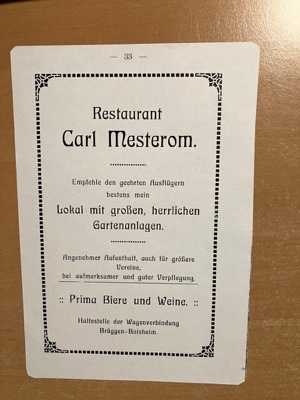 — 33 —
Restaurant
Carl Mesterom.
Empfehle den geehrten Ausflüglern
bestens mein
Lokal mit großen, herrlichen
Gartenanlagen.
Angenehmer Aufenthalt, auch für größere
Vereine,
bei aufmerksamer und guter Verpflegung.
:: Prima Biere und Weine. ::
Haltestelle der Wagenverbindung
Brüggen-Boisheim.